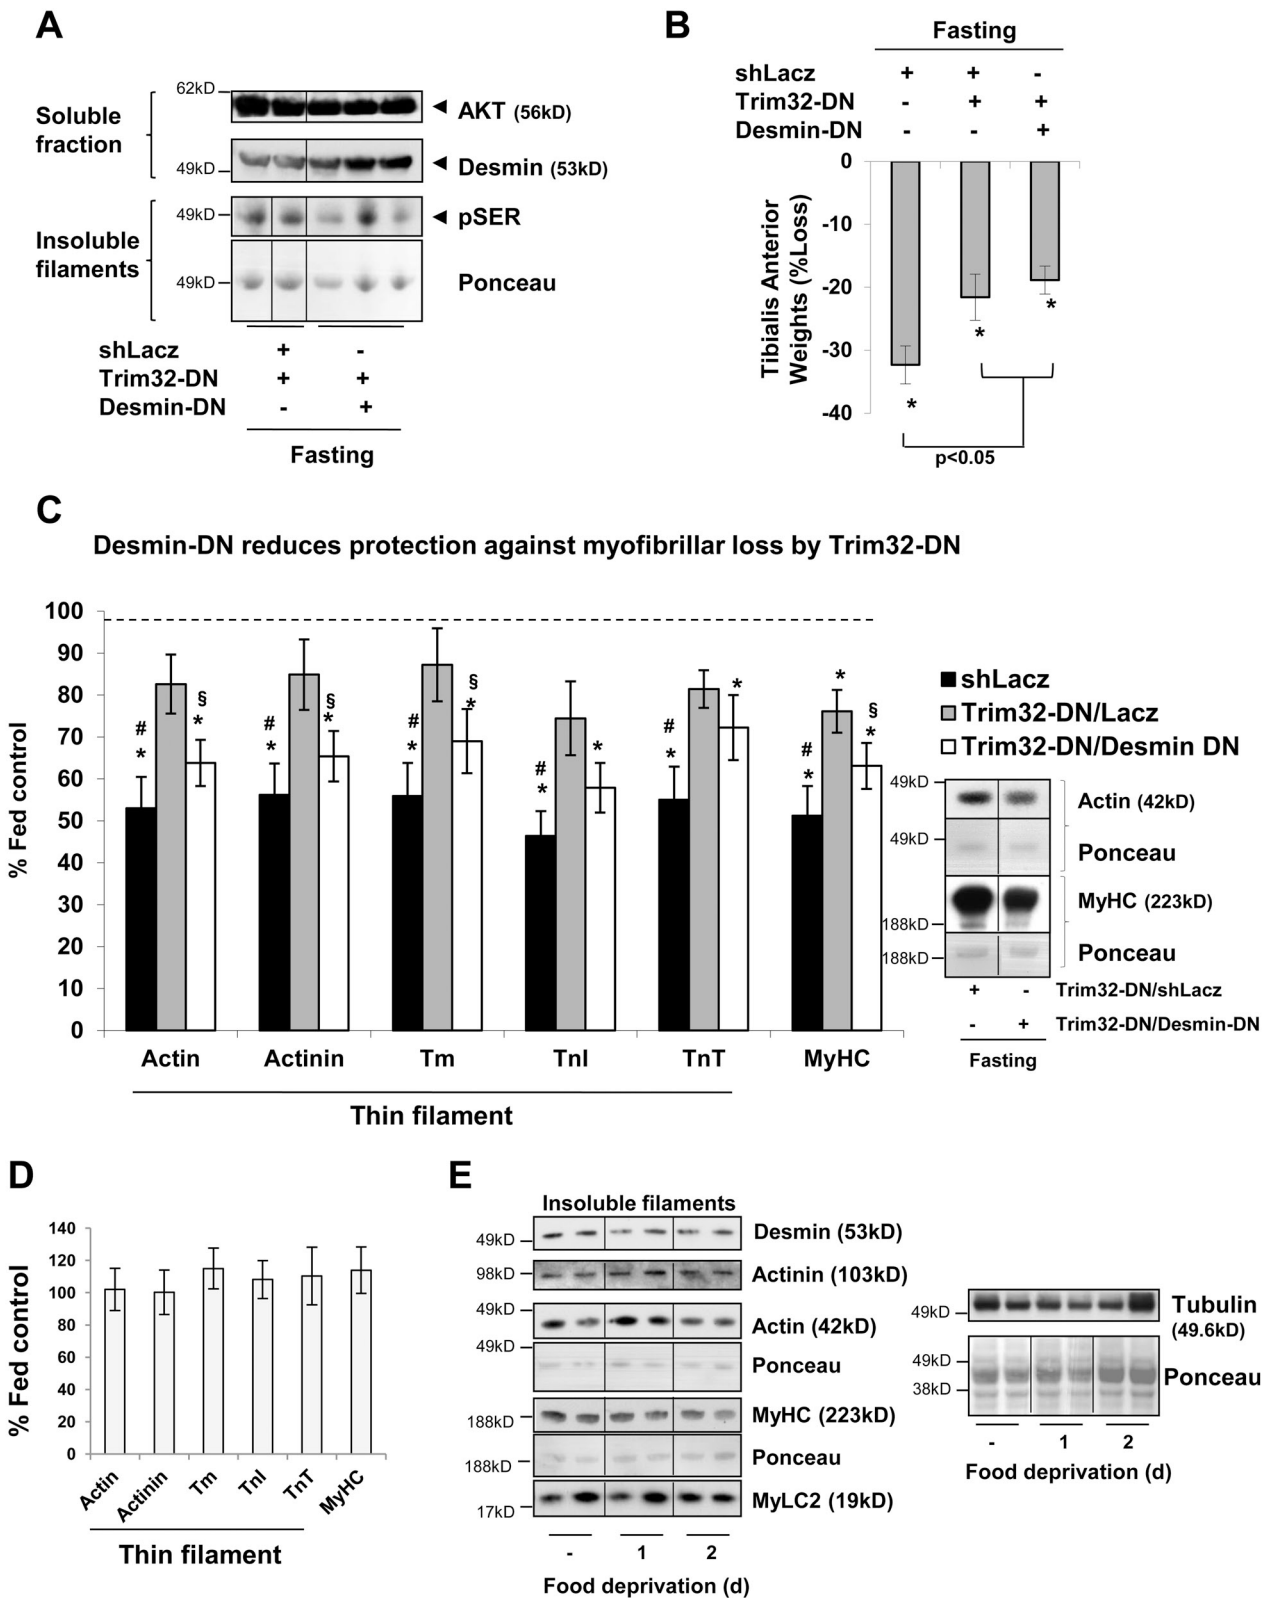 A
Soluble
fraction
62kD
AKT (56kD)
49kD
Desmin (53kD)
Insoluble
filaments
49kD
pSER
49kD
Ponceau
shLacz + -
Trim32-DN + +
Desmin-DN - +
Fasting
B
Fasting
shLacz + + -
Trim32-DN - + +
Desmin-DN - - +
Tibialis Anterior
Weights (%Loss)
0
-10
-20
-30
-40
* * *
p<0.05
C
Desmin-DN reduces protection against myofibrillar loss by Trim32-DN
% Fed control
100
90
80
70
60
50
40
30
20
10
0
# * § *
# * § *
# * § *
# * *
# * *
# * * § *
Actin Actinin Tm TnI TnT MyHC
Thin filament
shLacz
Trim32-DN/Lacz
Trim32-DN/Desmin DN
49kD
Actin (42kD)
49kD
Ponceau
MyHC (223kD)
188kD
188kD
Ponceau
+ - Trim32-DN/shLacz
- + Trim32-DN/Desmin-DN
Fasting
D
% Fed control
140
120
100
80
60
40
20
0
Actin Actinin Tm TnI TnT MyHC
Thin filament
E
Insoluble filaments
49kD
Desmin (53kD)
98kD
Actinin (103kD)
49kD
Actin (42kD)
49kD
Ponceau
188kD
MyHC (223kD)
188kD
Ponceau
17kD
MyLC2 (19kD)
- 1 2
Food deprivation (d)
49kD
Tubulin
(49.6kD)
49kD
38kD
Ponceau
- 1 2
Food deprivation (d)